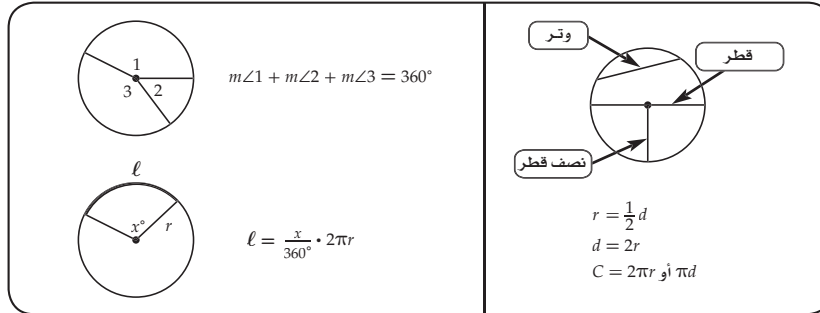 1
3 2
m∠1 + m∠2 + m∠3 = 360°
ℓ
x° r
ℓ = x/360° • 2πr
وتر
قطر
نصف قطر
r = 1/2 d
d = 2r
C = 2πr أو πd